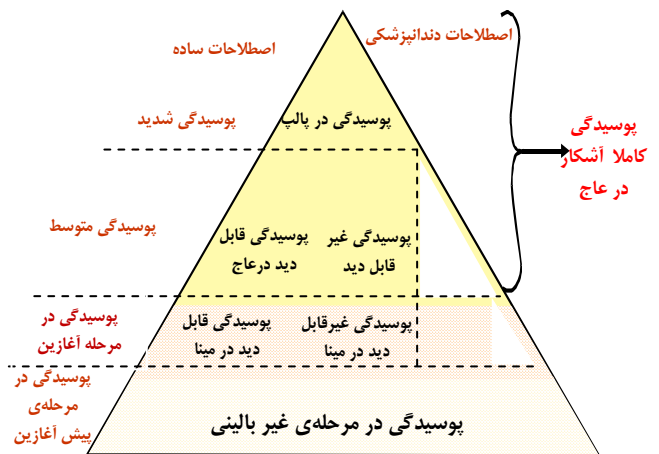 اصطلاحات دندانپزشکی
اصطلاحات ساده
پوسیدگی در پالپ
پوسیدگی شدید
پوسیدگی
کاملا آشکار
در عاج
پوسیدگی غیر
قابل دید
پوسیدگی قابل
دید درعاج
پوسیدگی متوسط
پوسیدگی غیرقابل
دید در مینا
پوسیدگی قابل
دید در مینا
پوسیدگی در
مرحله آغازین
پوسیدگی در مرحله‌ی غیر بالینی
پوسیدگی در
مرحله‌ی
پیش آغازین